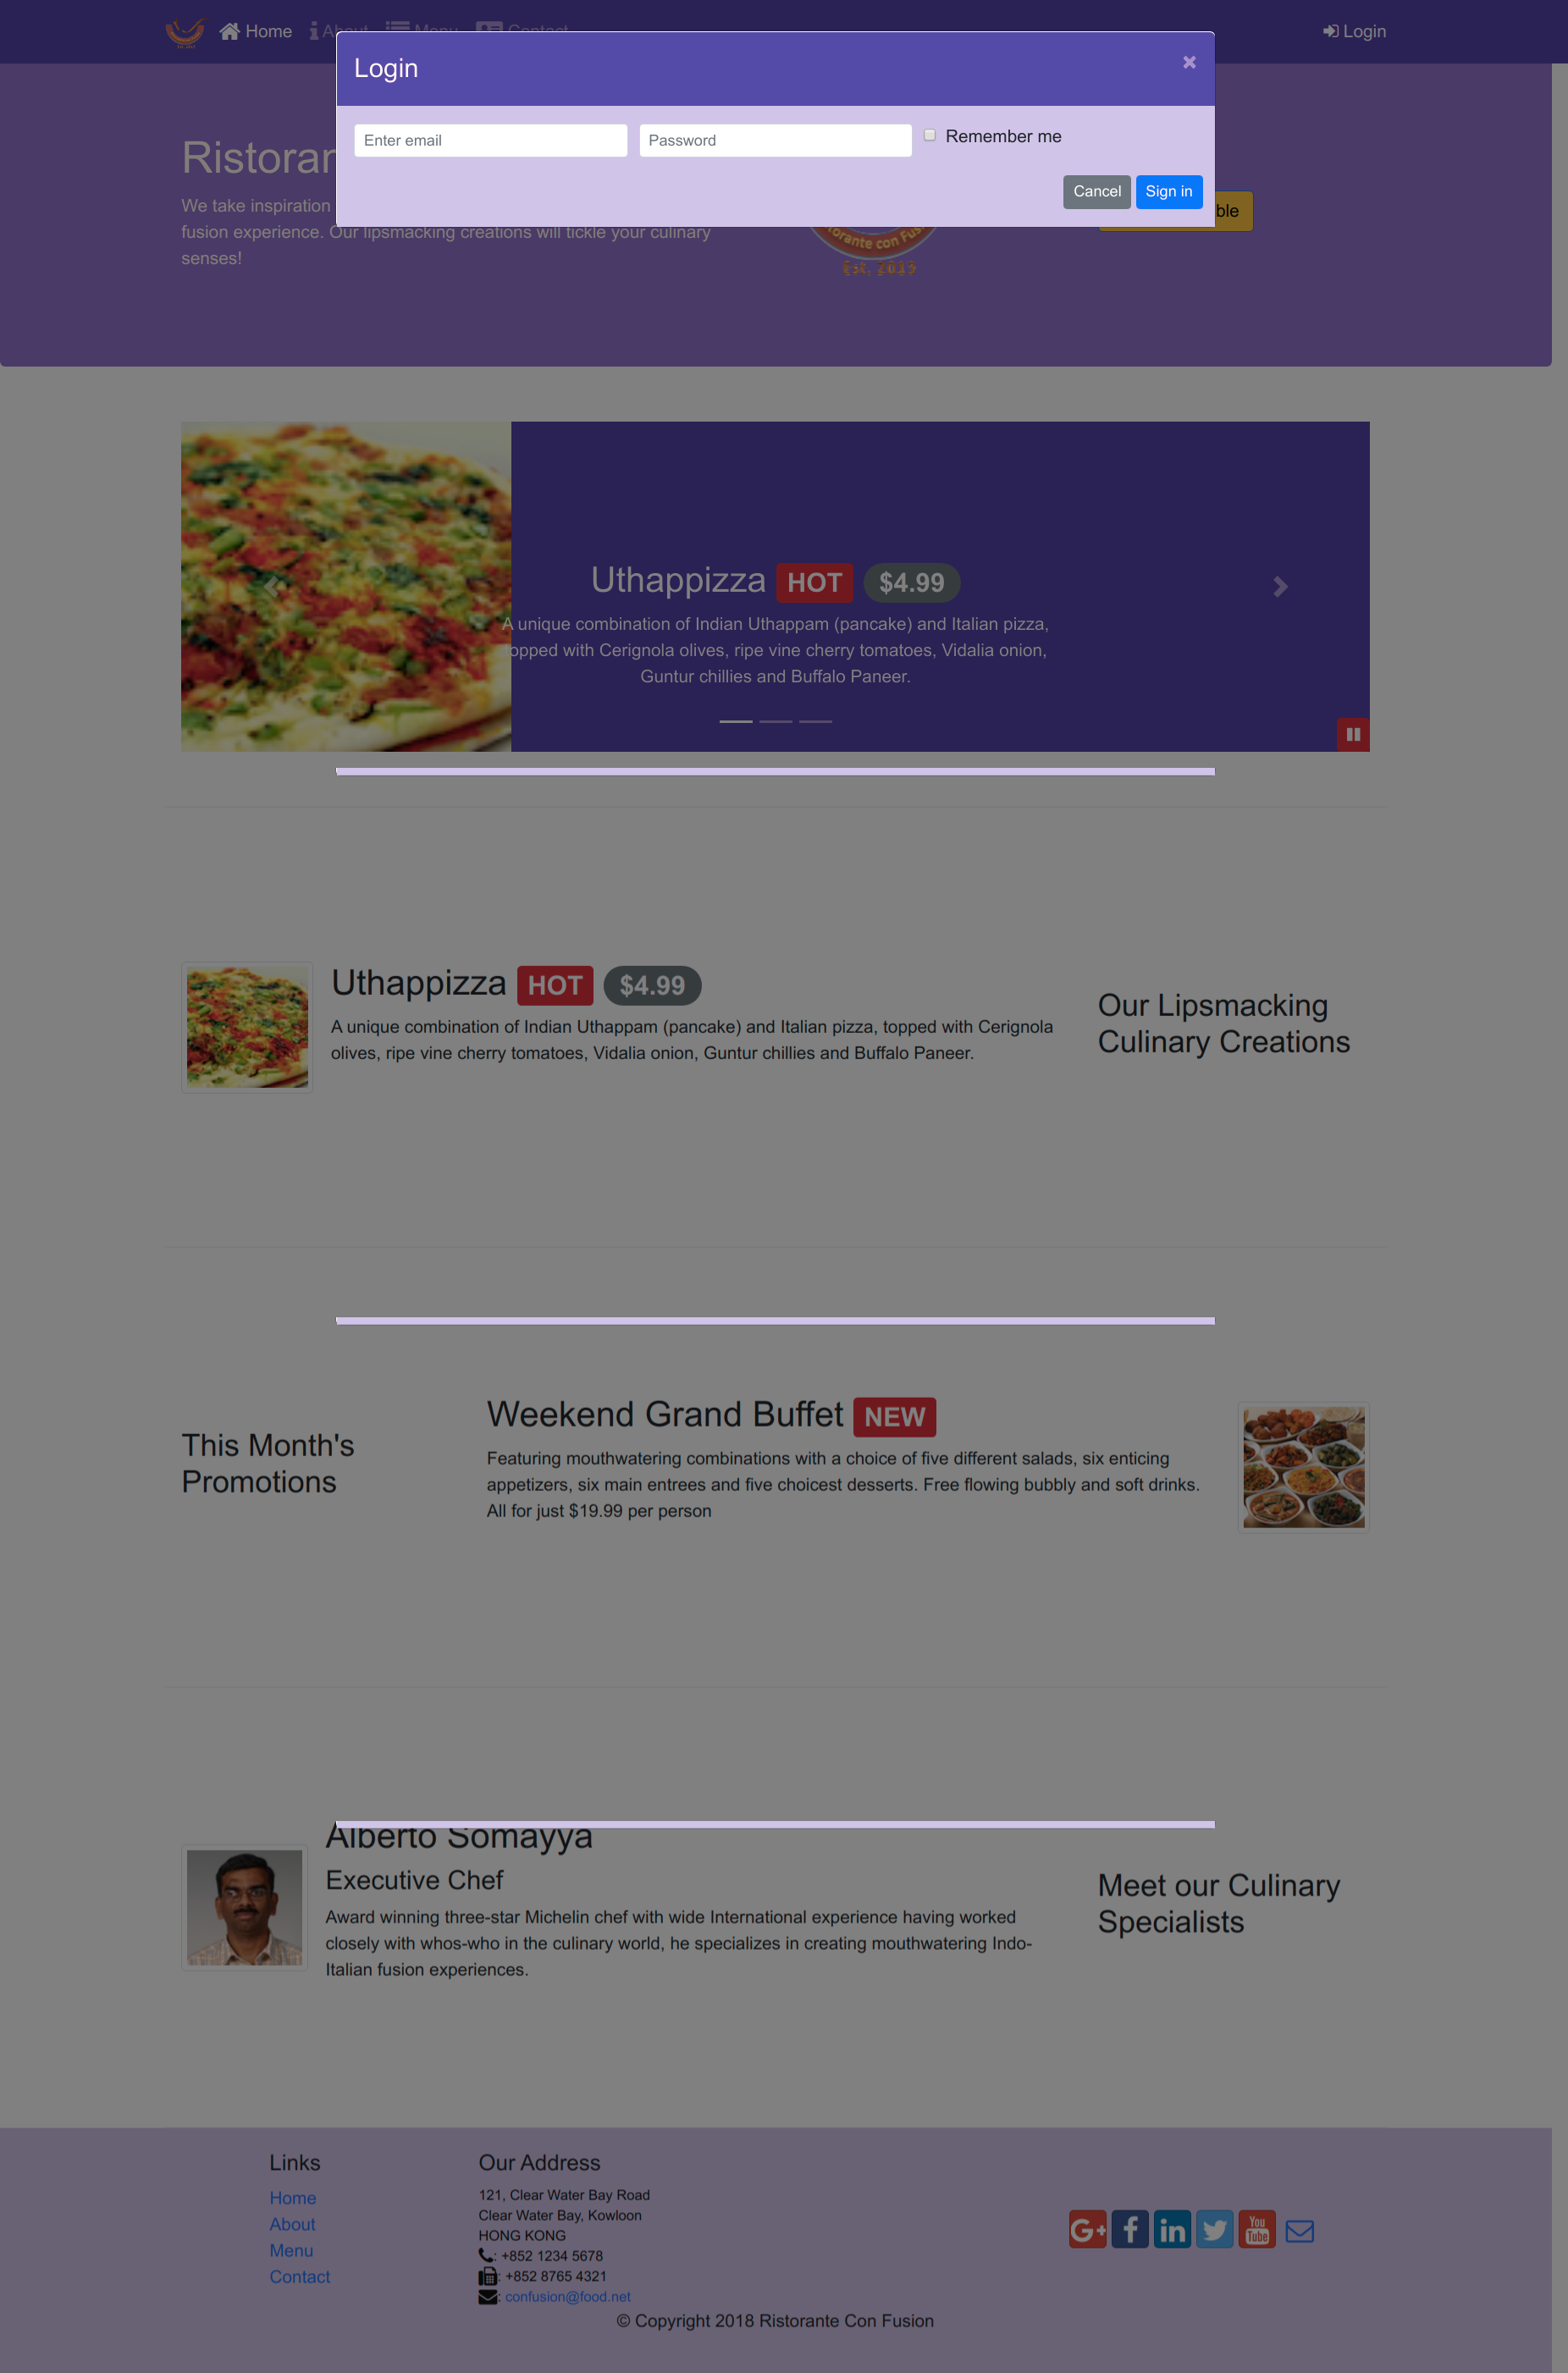 Home About Menu Contact Login
Login ×
Enter email Password Remember me
Cancel Sign in
We take inspiration
fusion experience. Our lipsmacking creations will tickle your culinary
senses!
Est. 2013
Uthappizza HOT $4.99
A unique combination of Indian Uthappam (pancake) and Italian pizza,
topped with Cerignola olives, ripe vine cherry tomatoes, Vidalia onion,
Guntur chillies and Buffalo Paneer.
Uthappizza HOT $4.99
A unique combination of Indian Uthappam (pancake) and Italian pizza, topped with Cerignola
olives, ripe vine cherry tomatoes, Vidalia onion, Guntur chillies and Buffalo Paneer.
Our Lipsmacking
Culinary Creations
This Month's
Promotions
Weekend Grand Buffet NEW
Featuring mouthwatering combinations with a choice of five different salads, six enticing
appetizers, six main entrees and five choicest desserts. Free flowing bubbly and soft drinks.
All for just $19.99 per person
Alberto Somayya
Executive Chef
Award winning three-star Michelin chef with wide International experience having worked
closely with whos-who in the culinary world, he specializes in creating mouthwatering Indo-
Italian fusion experiences.
Meet our Culinary
Specialists
Links
Home
About
Menu
Contact
Our Address
121, Clear Water Bay Road
Clear Water Bay, Kowloon
HONG KONG
: +852 1234 5678
: +852 8765 4321
: confusion@food.net
G+ f in You Tube
© Copyright 2018 Ristorante Con Fusion